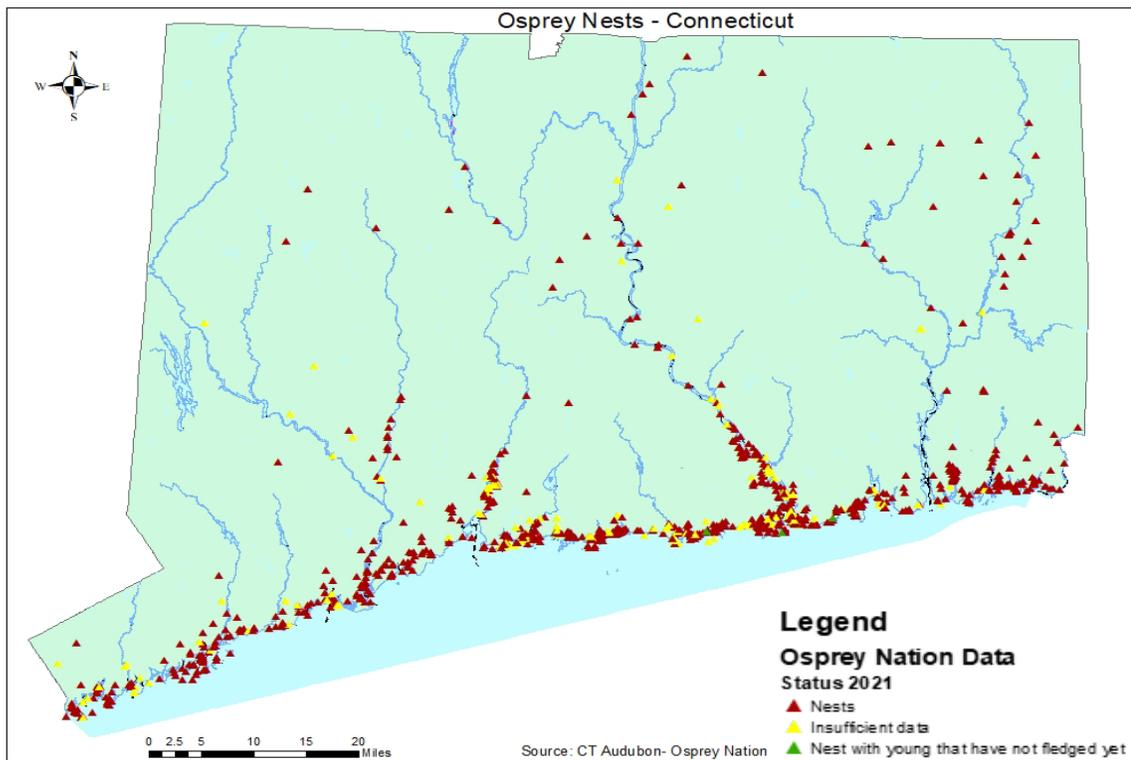 Osprey Nests - Connecticut
N
W E
S
Legend
Osprey Nation Data
Status 2021
Nests
Insufficient data
Nest with young that have not fledged yet
0 2.5 5 10 15 20
Miles
Source: CT Audubon- Osprey Nation